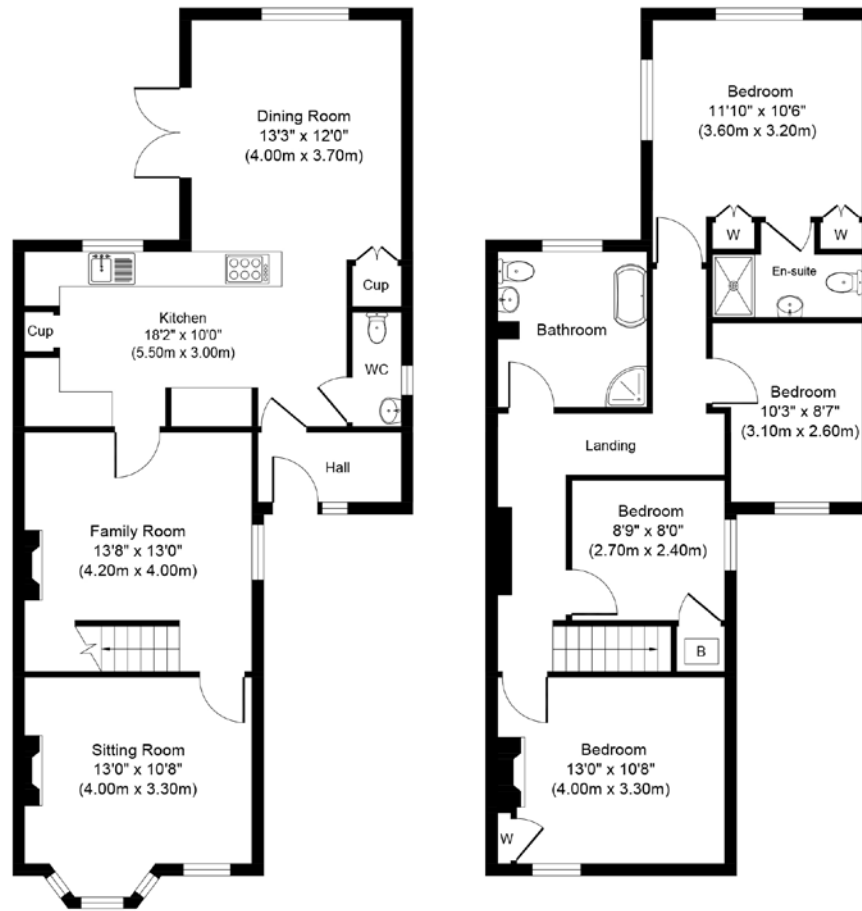 Dining Room
13'3" x 12'0"
(4.00m x 3.70m)
Cup
Kitchen
18'2" x 10'0"
(5.50m x 3.00m)
Cup
WC
Hall
Family Room
13'8" x 13'0"
(4.20m x 4.00m)
Sitting Room
13'0" x 10'8"
(4.00m x 3.30m)
Bedroom
11'10" x 10'6"
(3.60m x 3.20m)
W
W
En-suite
Bathroom
Bedroom
10'3" x 8'7"
(3.10m x 2.60m)
Landing
Bedroom
8'9" x 8'0"
(2.70m x 2.40m)
B
Bedroom
13'0" x 10'8"
(4.00m x 3.30m)
W